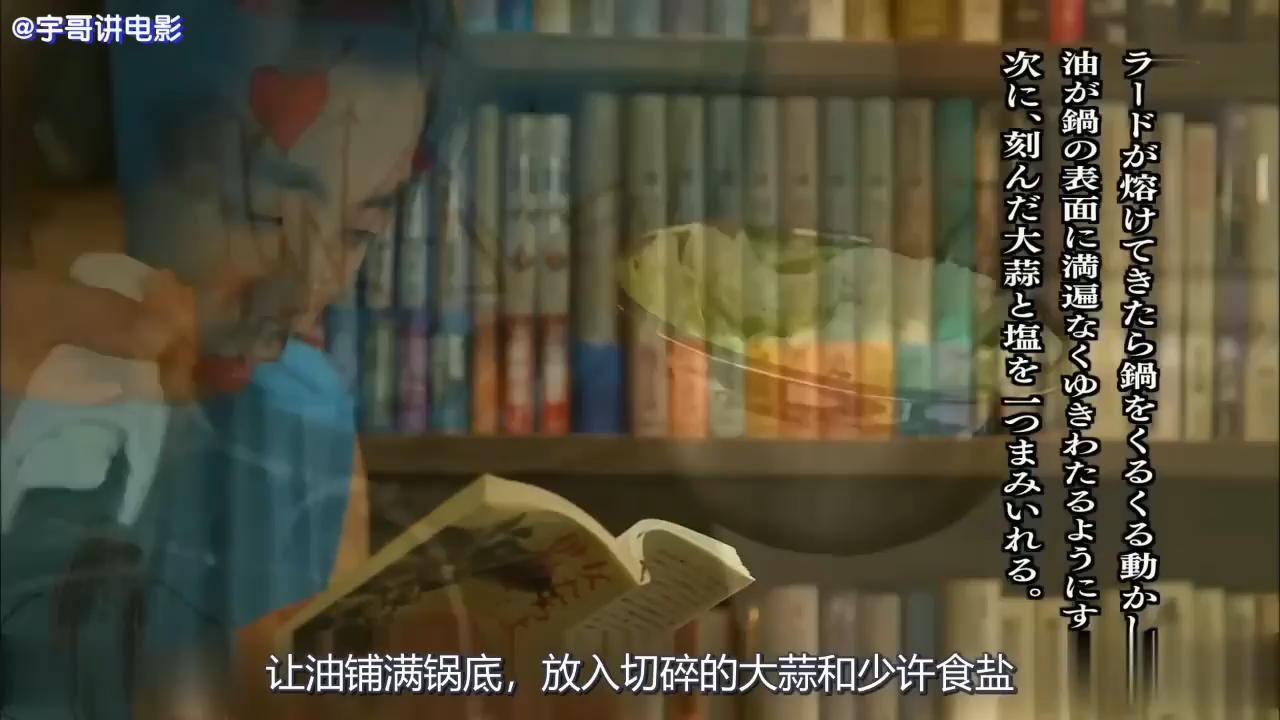 @宇哥讲电影
ラードが熔けてきたら鍋をくるくる動か
油が鍋の表面に満遍なくゆきわたるようにす
次に、刻んだ大蒜と塩を一つまみいれる。
让油铺满锅底，放入切碎的大蒜和少许食盐